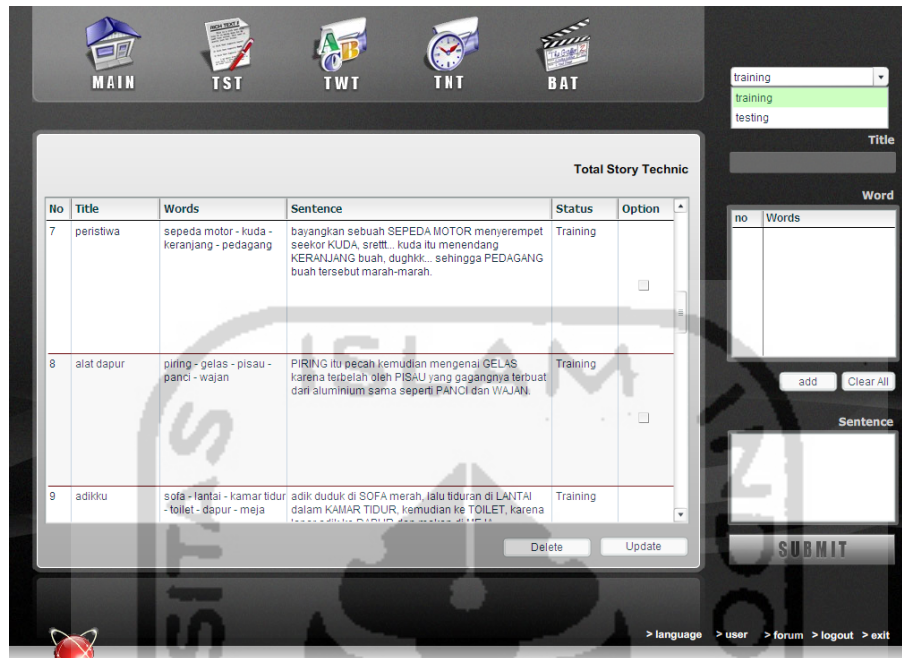 MAIN
TST
TWT
TNT
BAT
training
training
testing
Title
Word
no Words
add Clear All
Sentence
SUBMIT
Total Story Technic
No Title Words Sentence Status Option
7 peristiwa sepeda motor - kuda - bayangkan sebuah SEPEDA MOTOR menyerempet Training
keranjang - pedagang seekor KUDA, srettt... kuda itu menendang
KERANJANG buah, dughkk... sehingga PEDAGANG
buah tersebut marah-marah.
8 alat dapur piring - gelas - pisau - PIRING itu pecah kemudian mengenai GELAS Training
panci - wajan karena terbelah oleh PISAU yang gagangnya terbuat
dari aluminium sama seperti PANCI dan WAJAN.
9 adikku sofa - lantai - kamar tidur adik duduk di SOFA merah, lalu tiduran di LANTAI Training
- toilet - dapur - meja dalam KAMAR TIDUR, kemudian ke TOILET, karena
Delete Update
> language > user > forum > logout > exit
ISLAM
SITAS